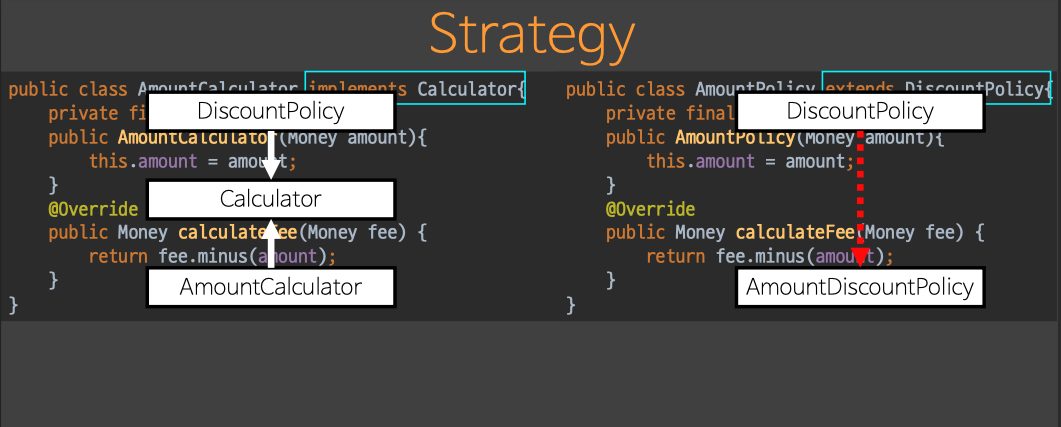 Strategy
public class AmountCalculator implements Calculator{
DiscountPolicy
private fi
public AmountCalculator(Money amount){
this.amount = amount;
}
Calculator
@Override
public Money calculateFee(Money fee) {
return fee.minus(amount);
}
AmountCalculator
}
public class AmountPolicy extends DiscountPolicy{
DiscountPolicy
private final
public AmountPolicy(Money amount){
this.amount = amount;
}
@Override
public Money calculateFee(Money fee) {
return fee.minus(amount);
}
AmountDiscountPolicy
}